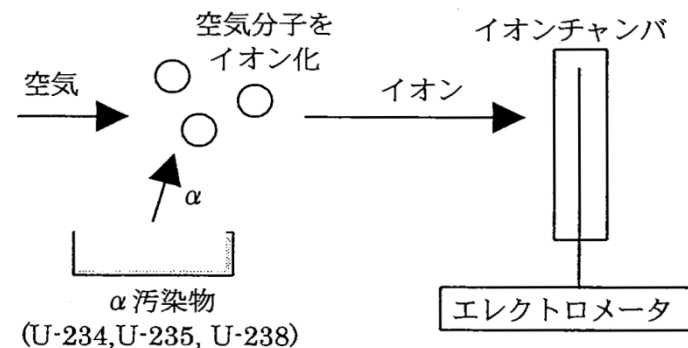 空気分子を
イオン化
イオンチャンバ
空気
イオン
α
α汚染物
(U-234,U-235, U-238)
エレクトロメータ